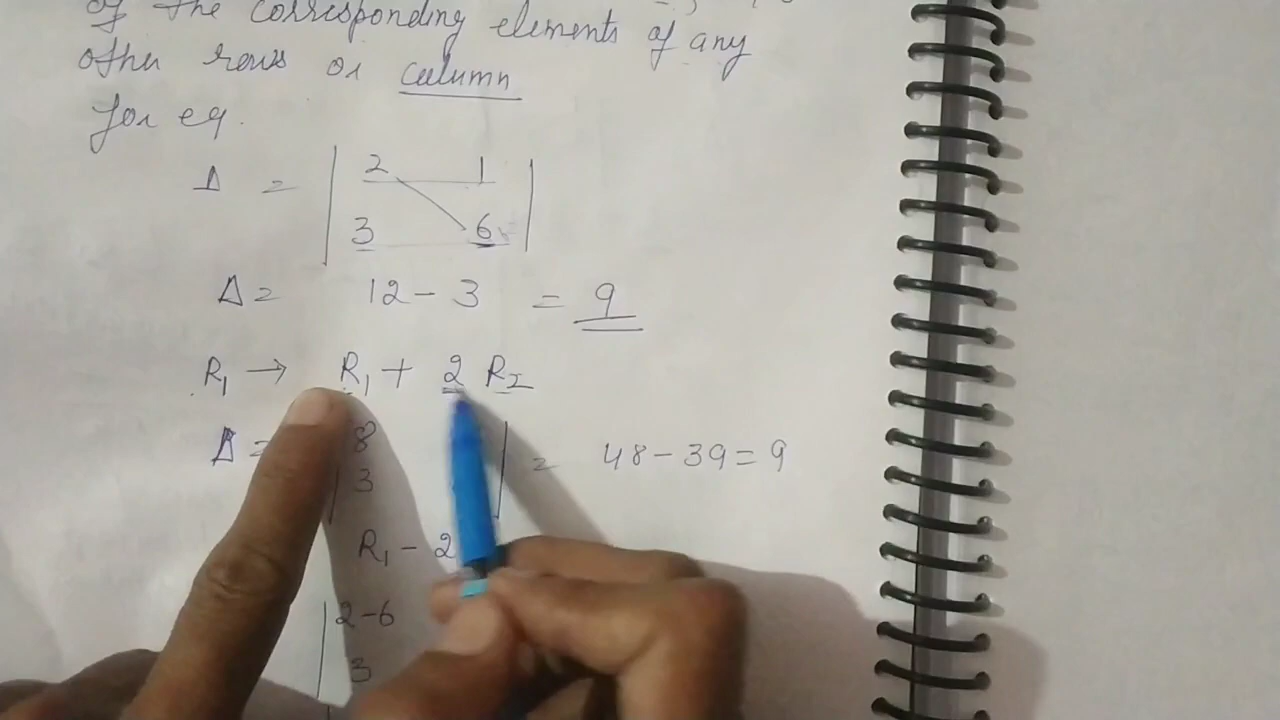 of the corresponding elements of any
other rows or column
for eg.
Δ = | 2 1 |
| 3 6 |
Δ = 12 - 3 = 9
R1 → R1 + 2 R2
Δ = | 8 | = 48 - 39 = 9
| 3 |
R1 - 2
| 2-6
| 3